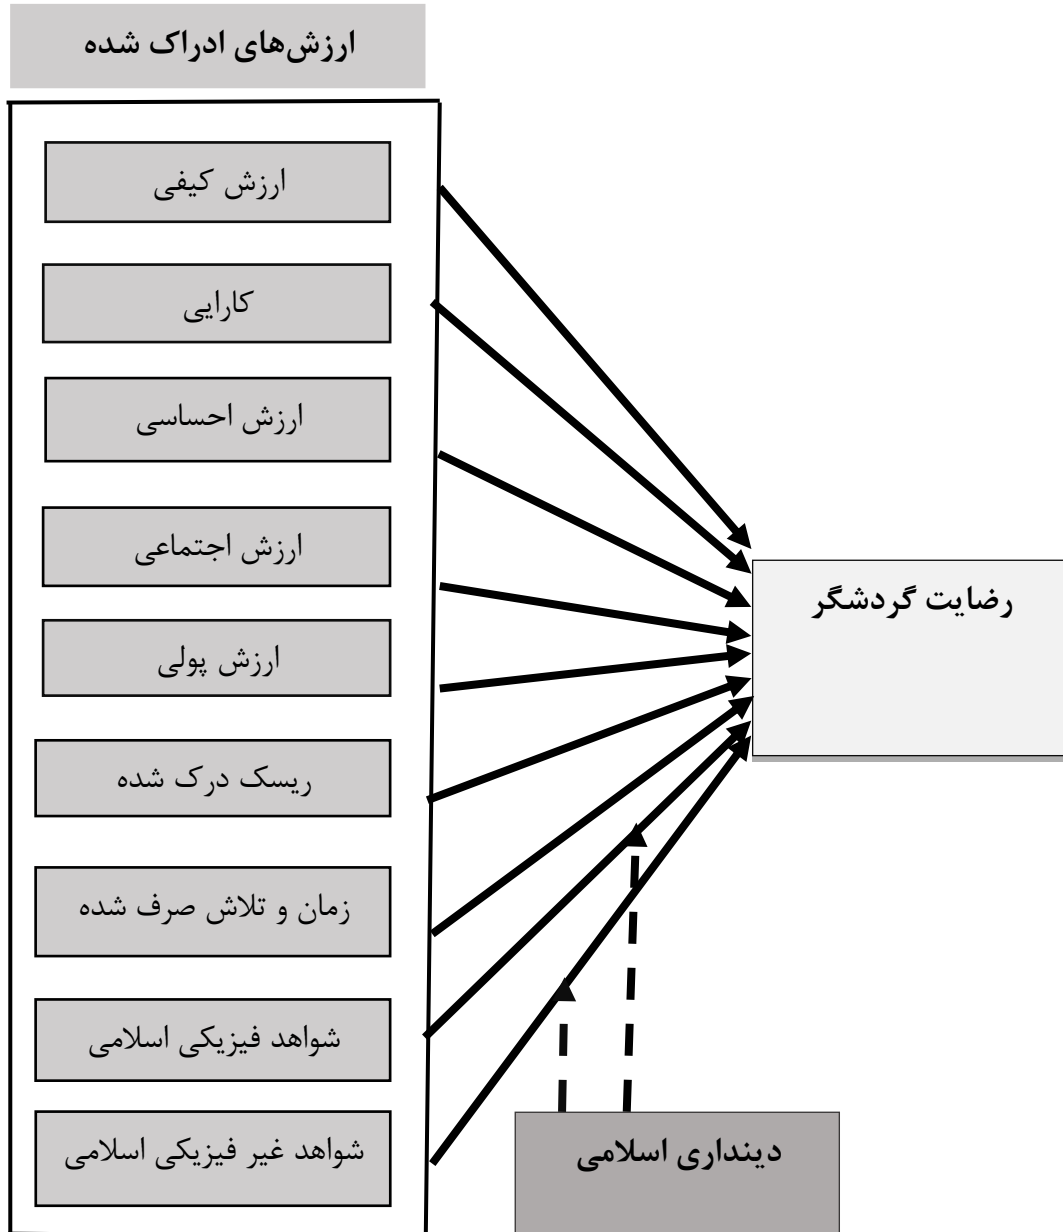 ارزش‌های ادراک شده
ارزش کیفی
کارایی
ارزش احساسی
ارزش اجتماعی
ارزش پولی
ریسک درک شده
زمان و تلاش صرف شده
شواهد فیزیکی اسلامی
شواهد غیر فیزیکی اسلامی
رضایت گردشگر
دینداری اسلامی